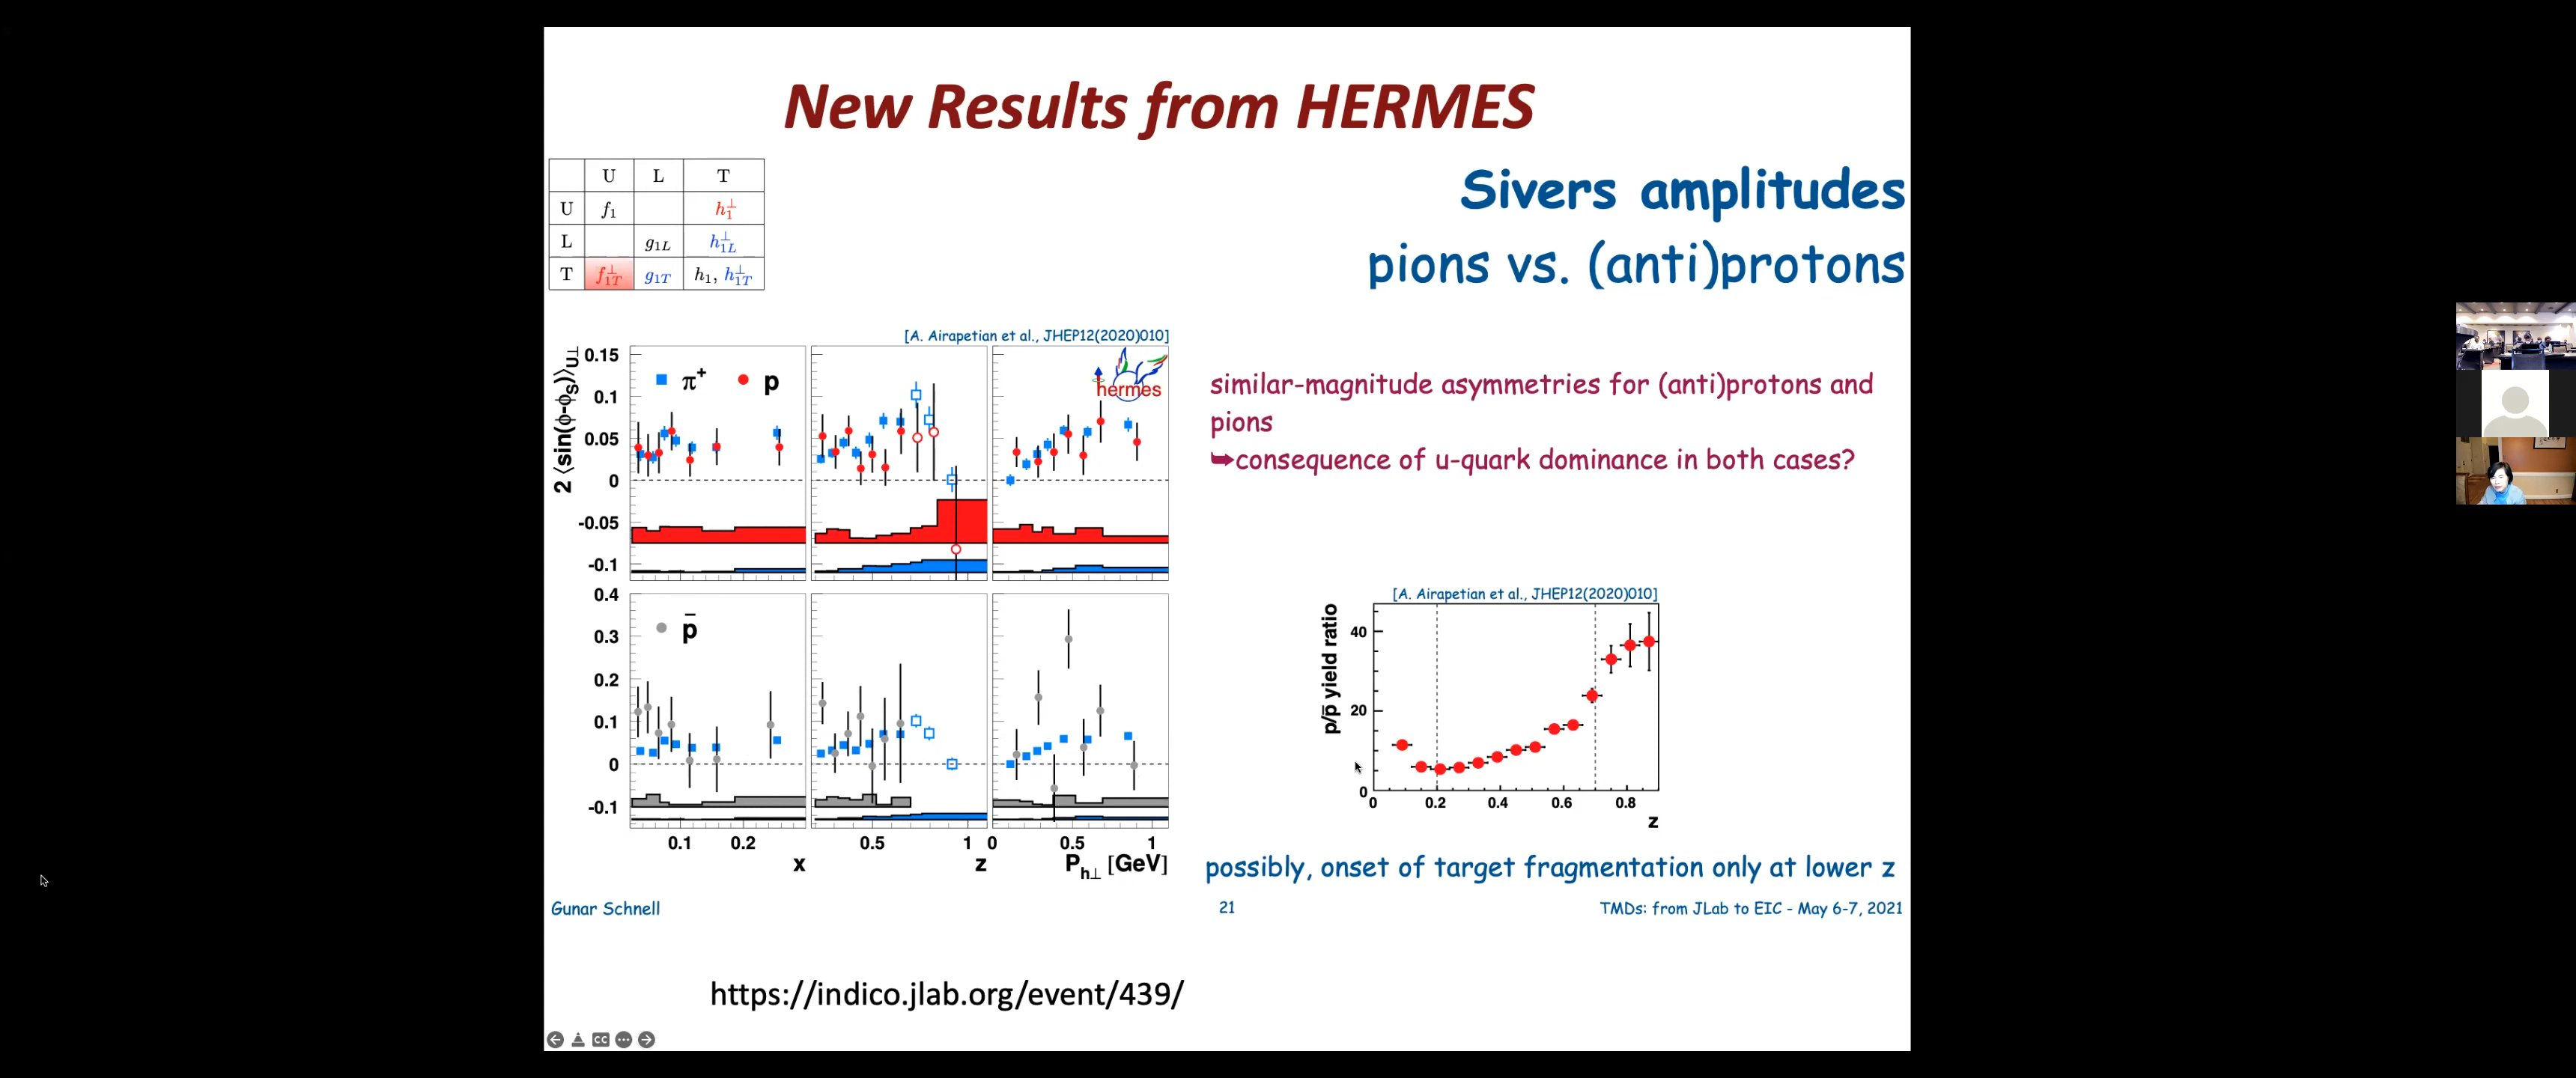 New Results from HERMES
U L T
U f₁ h₁⊥
L g₁L h₁L⊥
T f₁T⊥ g₁T h₁, h₁T⊥
Sivers amplitudes
pions vs. (anti)protons
[A. Airapetian et al., JHEP12(2020)010]
2 ⟨sin(ϕ-ϕS)⟩U⊥
0.15
0.1
0.05
0
-0.05
-0.1
π⁺ p
hermes
similar-magnitude asymmetries for (anti)protons and
pions
➥consequence of u-quark dominance in both cases?
0.4
0.3
0.2
0.1
0
-0.1
p̄
0.1 0.2 0.5 1 0 0.5 1
x z Ph⊥ [GeV]
[A. Airapetian et al., JHEP12(2020)010]
p/p̄ yield ratio
40
20
0
0 0.2 0.4 0.6 0.8
z
possibly, onset of target fragmentation only at lower z
Gunar Schnell 21 TMDs: from JLab to EIC - May 6-7, 2021
https://indico.jlab.org/event/439/
CC